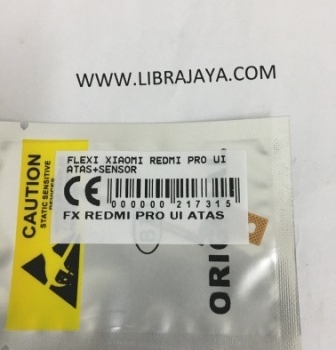 WWW.LIBRAJAYA.COM
FLEXI XIAOMI REDMI PRO UI
ATAS+SENSOR
CE
000000 217315
FX REDMI PRO UI ATAS
CAUTION
STATIC SENSITIVE